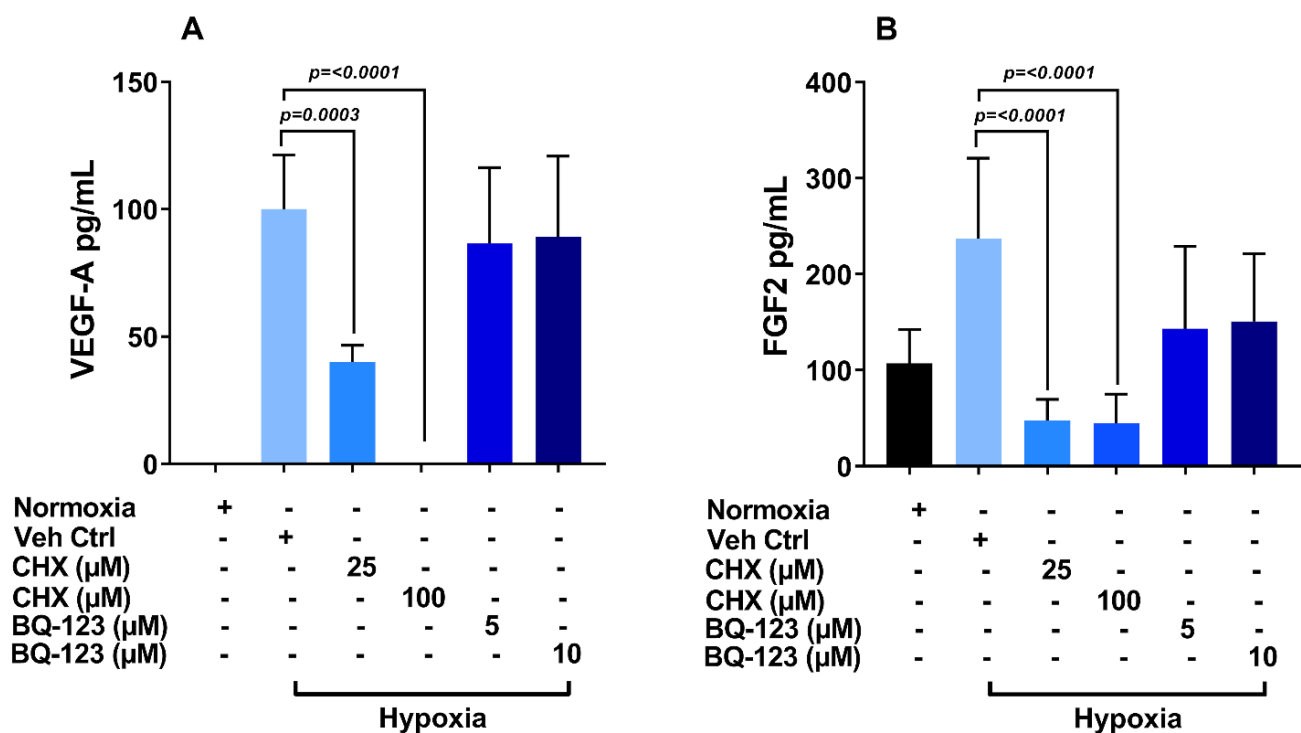 A
VEGF-A pg/mL
150
100
50
0
p=<0.0001
p=0.0003
Normoxia + - - - - -
Veh Ctrl - + - - - -
CHX (µM) - - 25 - - -
CHX (µM) - - - 100 - -
BQ-123 (µM) - - - - 5 -
BQ-123 (µM) - - - - - 10
Hypoxia
B
FGF2 pg/mL
400
300
200
100
0
p=<0.0001
p=<0.0001
Normoxia + - - - - -
Veh Ctrl - + - - - -
CHX (µM) - - 25 - - -
CHX (µM) - - - 100 - -
BQ-123 (µM) - - - - 5 -
BQ-123 (µM) - - - - - 10
Hypoxia